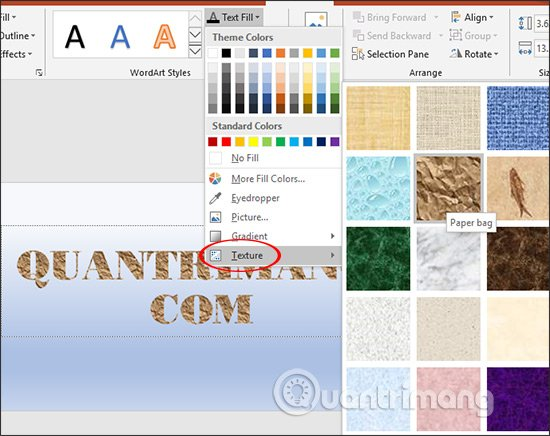 Fill
Outline
Effects
A A A
WordArt Styles
A Text Fill
Theme Colors
Standard Colors
No Fill
More Fill Colors...
Eyedropper
Picture...
Gradient
Texture
Bring Forward
Send Backward
Selection Pane
Align
Group
Rotate
Arrange
3.6
Siz
Paper bag
QUANTRIMAN
COM
Quantrimang